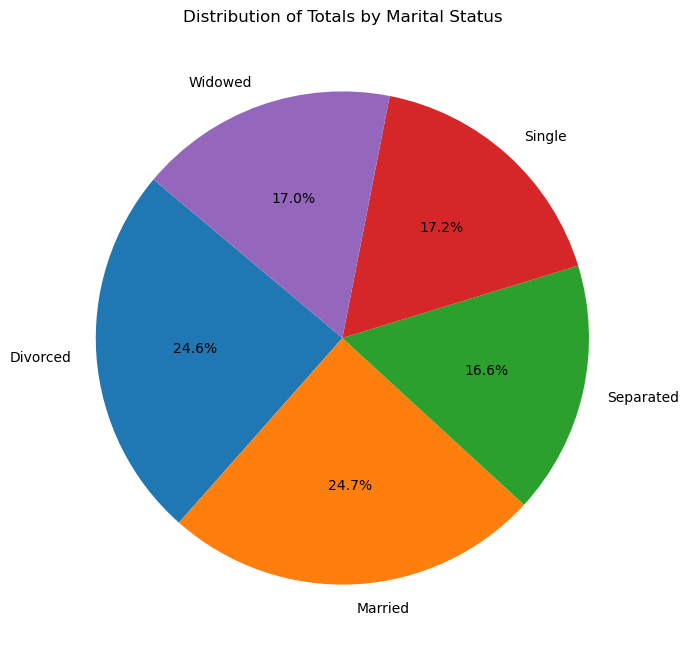 Distribution of Totals by Marital Status
Widowed
Single
17.0%
17.2%
Divorced
24.6%
16.6%
Separated
24.7%
Married